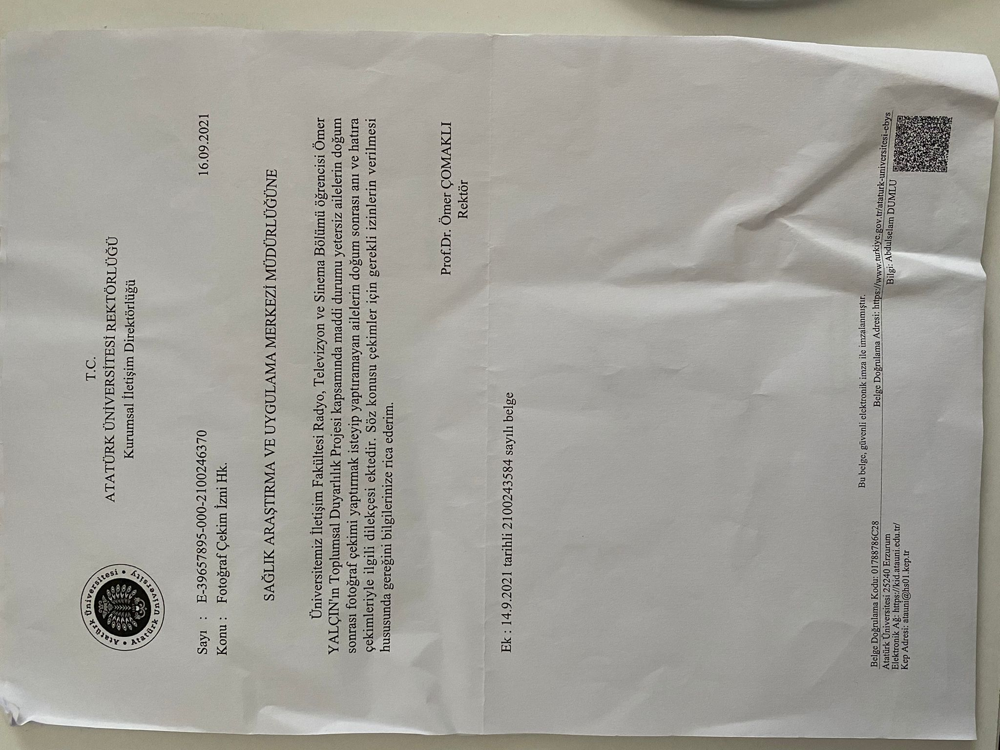 Atatürk Üniversitesi • Atatürk University •
T.C.
ATATÜRK ÜNİVERSİTESİ REKTÖRLÜĞÜ
Kurumsal İletişim Direktörlüğü
Sayı : E-39657895-000-2100246370 16.09.2021
Konu : Fotoğraf Çekim İzni Hk.
SAĞLIK ARAŞTIRMA VE UYGULAMA MERKEZİ MÜDÜRLÜĞÜNE
Üniversitemiz İletişim Fakültesi Radyo, Televizyon ve Sinema Bölümü öğrencisi Ömer
YALÇIN'ın Toplumsal Duyarlılık Projesi kapsamında maddi durumu yetersiz ailelerin doğum
sonrası fotoğraf çekimi yaptırmak isteyip yaptıramayan ailelerin doğum sonrası anı ve hatıra
çekimleriyle ilgili dilekçesi ektedir. Söz konusu çekimler için gerekli izinlerin verilmesi
hususunda gereğini bilgilerinize rica ederim.
Prof.Dr. Ömer ÇOMAKLI
Rektör
Ek : 14.9.2021 tarihli 2100243584 sayılı belge
Bu belge, güvenli elektronik imza ile imzalanmıştır.
Belge Doğrulama Kodu: 01788786C28 Belge Doğrulama Adresi: https://www.turkiye.gov.tr/ataturk-universitesi-ebys
Atatürk Üniversitesi 25240 Erzurum Bilgi: Abdulselam DUMLU
Elektronik Ağ: https://kid.atauni.edu.tr/
Kep Adresi: atauni@hs01.kep.tr